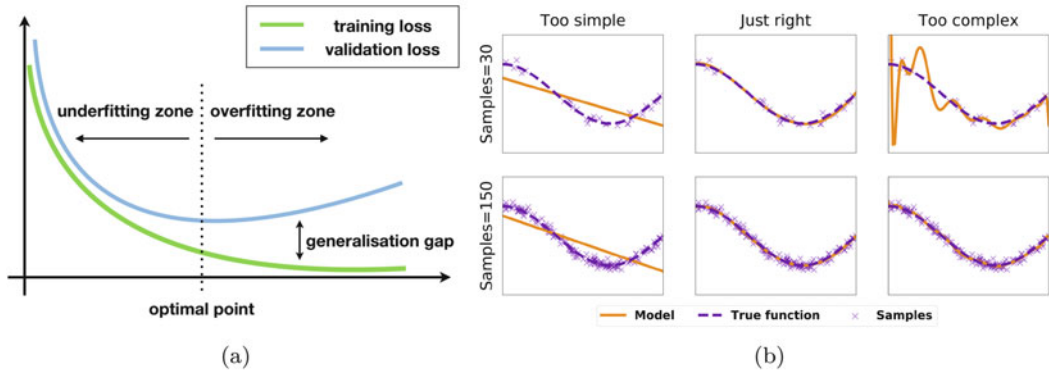 training loss
validation loss
underfitting zone
overfitting zone
generalisation gap
optimal point
(a)
Too simple
Just right
Too complex
Samples=30
Samples=150
Model
True function
Samples
(b)